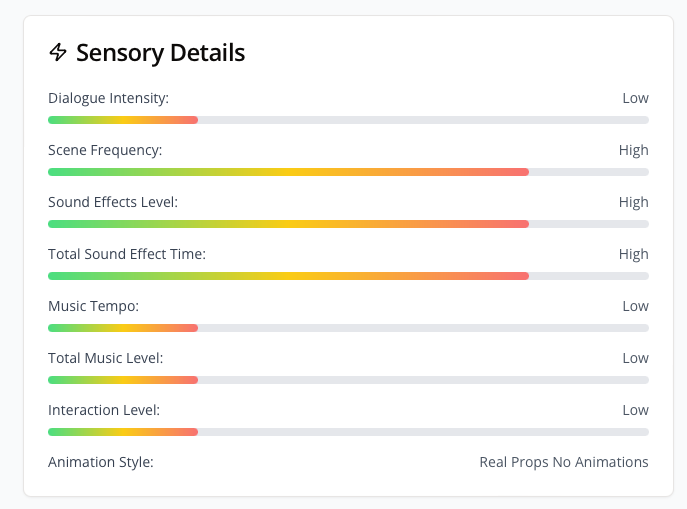 Sensory Details
Dialogue Intensity: Low
Scene Frequency: High
Sound Effects Level: High
Total Sound Effect Time: High
Music Tempo: Low
Total Music Level: Low
Interaction Level: Low
Animation Style: Real Props No Animations